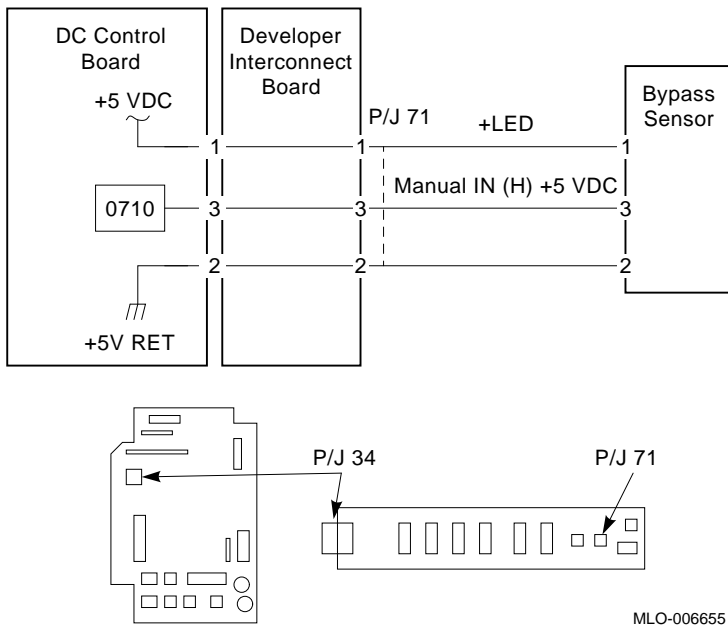 DC Control
Board
Developer
Interconnect
Board
+5 VDC
P/J 71
+LED
Bypass
Sensor
1
1
1
Manual IN (H) +5 VDC
0710
3
3
3
2
2
2
+5V RET
P/J 34
P/J 71
MLO-006655